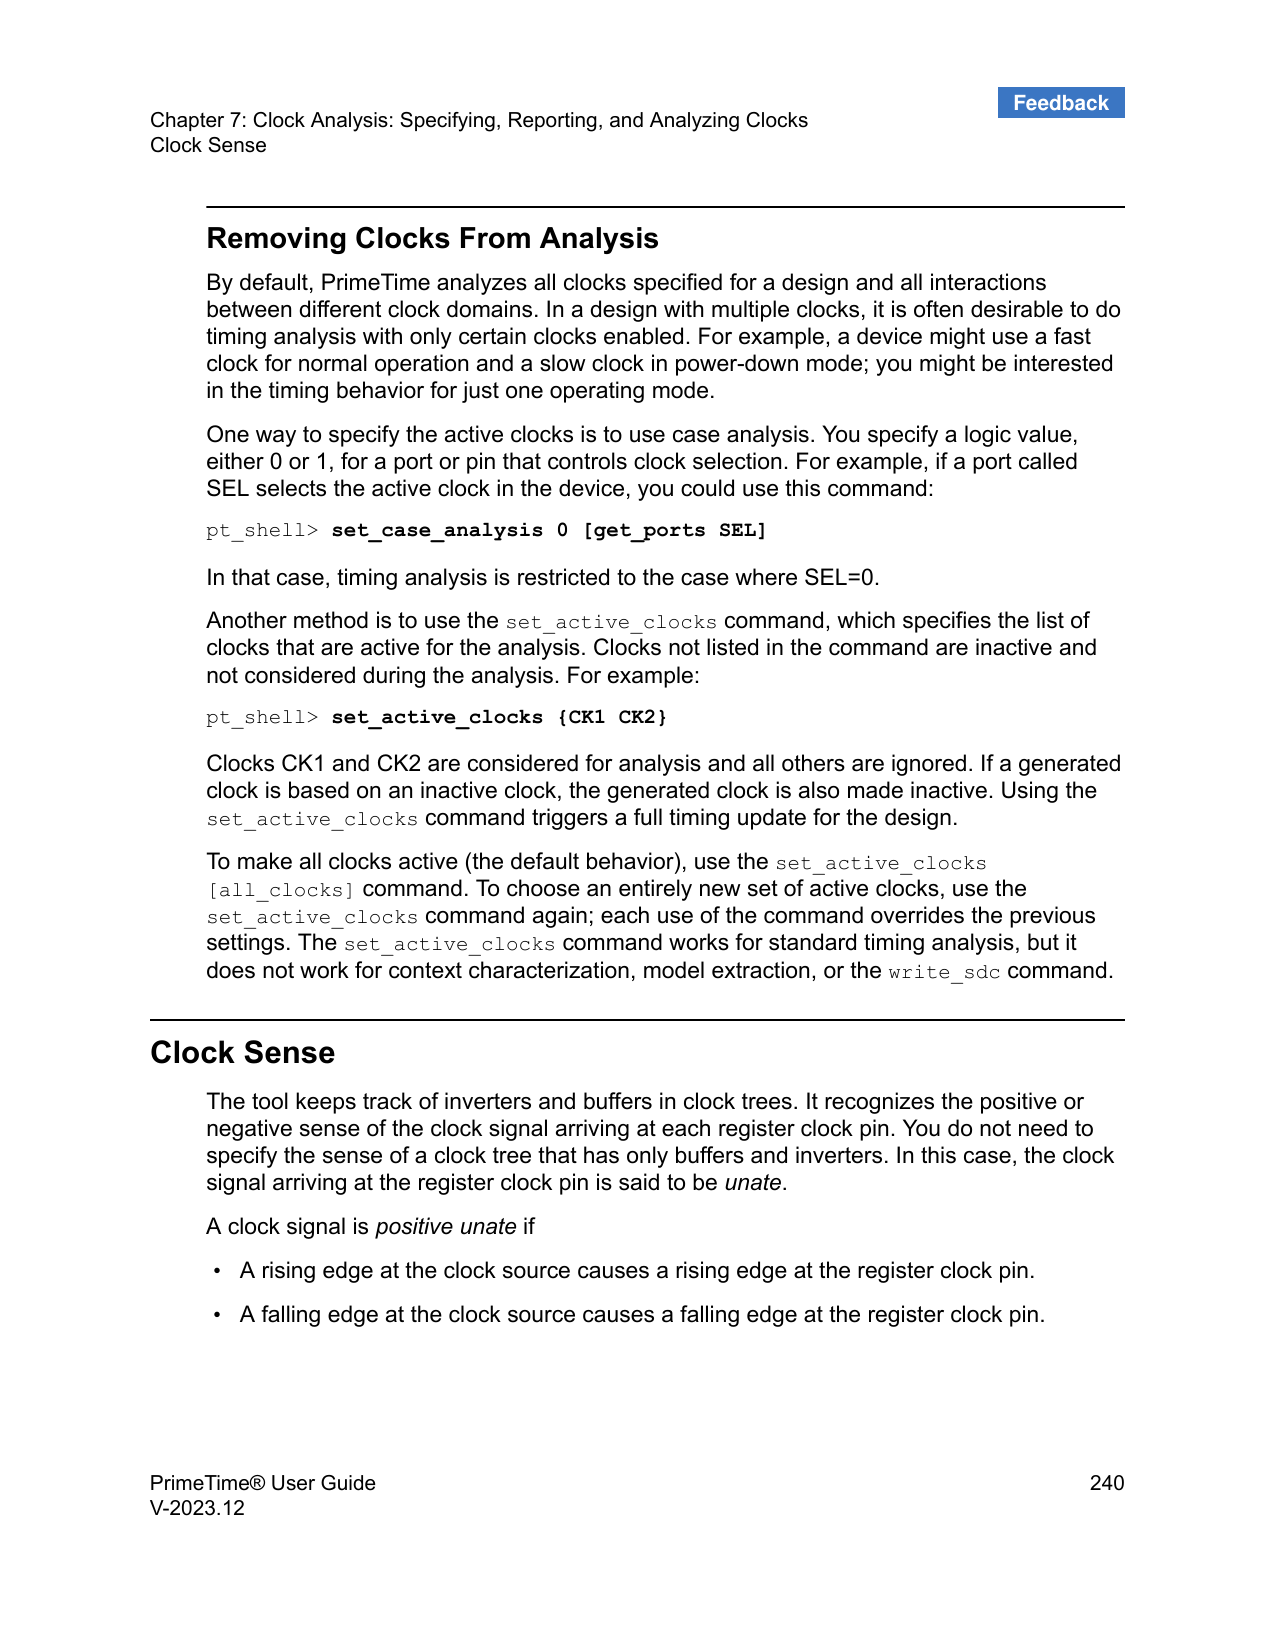 Feedback
Chapter 7: Clock Analysis: Specifying, Reporting, and Analyzing Clocks
Clock Sense
Removing Clocks From Analysis
By default, PrimeTime analyzes all clocks specified for a design and all interactions
between different clock domains. In a design with multiple clocks, it is often desirable to do
timing analysis with only certain clocks enabled. For example, a device might use a fast
clock for normal operation and a slow clock in power-down mode; you might be interested
in the timing behavior for just one operating mode.
One way to specify the active clocks is to use case analysis. You specify a logic value,
either 0 or 1, for a port or pin that controls clock selection. For example, if a port called
SEL selects the active clock in the device, you could use this command:
pt_shell> set_case_analysis 0 [get_ports SEL]
In that case, timing analysis is restricted to the case where SEL=0.
Another method is to use the set_active_clocks command, which specifies the list of
clocks that are active for the analysis. Clocks not listed in the command are inactive and
not considered during the analysis. For example:
pt_shell> set_active_clocks {CK1 CK2}
Clocks CK1 and CK2 are considered for analysis and all others are ignored. If a generated
clock is based on an inactive clock, the generated clock is also made inactive. Using the
set_active_clocks command triggers a full timing update for the design.
To make all clocks active (the default behavior), use the set_active_clocks
[all_clocks] command. To choose an entirely new set of active clocks, use the
set_active_clocks command again; each use of the command overrides the previous
settings. The set_active_clocks command works for standard timing analysis, but it
does not work for context characterization, model extraction, or the write_sdc command.
Clock Sense
The tool keeps track of inverters and buffers in clock trees. It recognizes the positive or
negative sense of the clock signal arriving at each register clock pin. You do not need to
specify the sense of a clock tree that has only buffers and inverters. In this case, the clock
signal arriving at the register clock pin is said to be unate.
A clock signal is positive unate if
• A rising edge at the clock source causes a rising edge at the register clock pin.
• A falling edge at the clock source causes a falling edge at the register clock pin.
PrimeTime® User Guide
240
V-2023.12